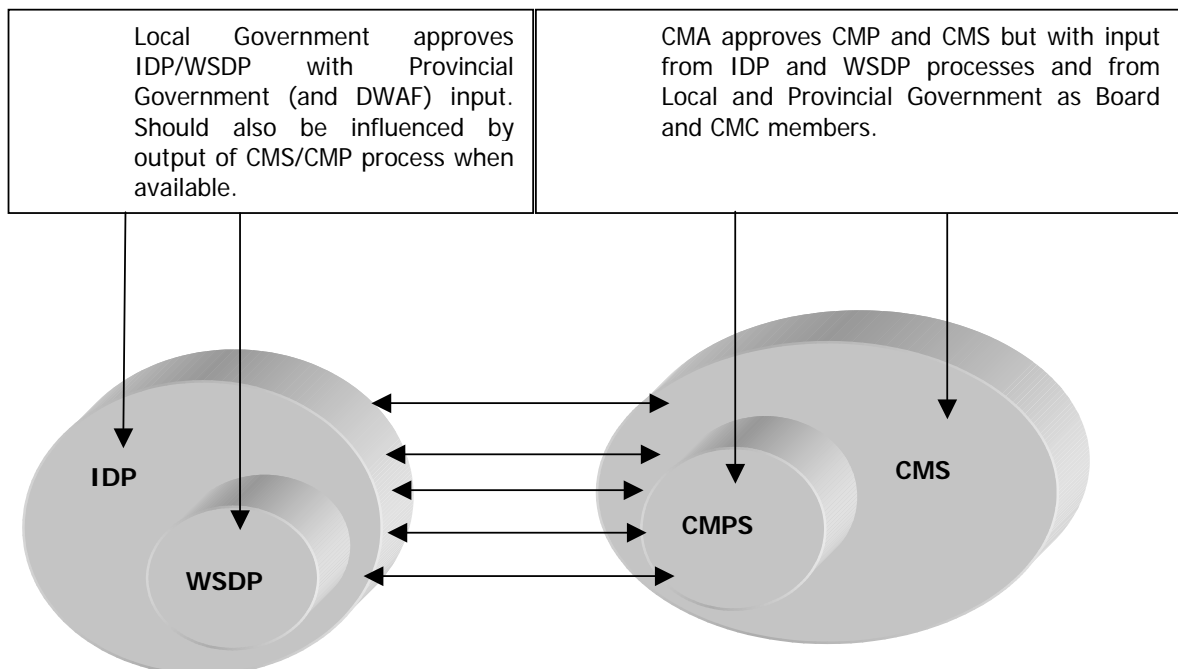 Local Government approves
IDP/WSDP with Provincial
Government (and DWAF) input.
Should also be influenced by
output of CMS/CMP process when
available.
CMA approves CMP and CMS but with input
from IDP and WSDP processes and from
Local and Provincial Government as Board
and CMC members.
IDP
WSDP
CMPS
CMS